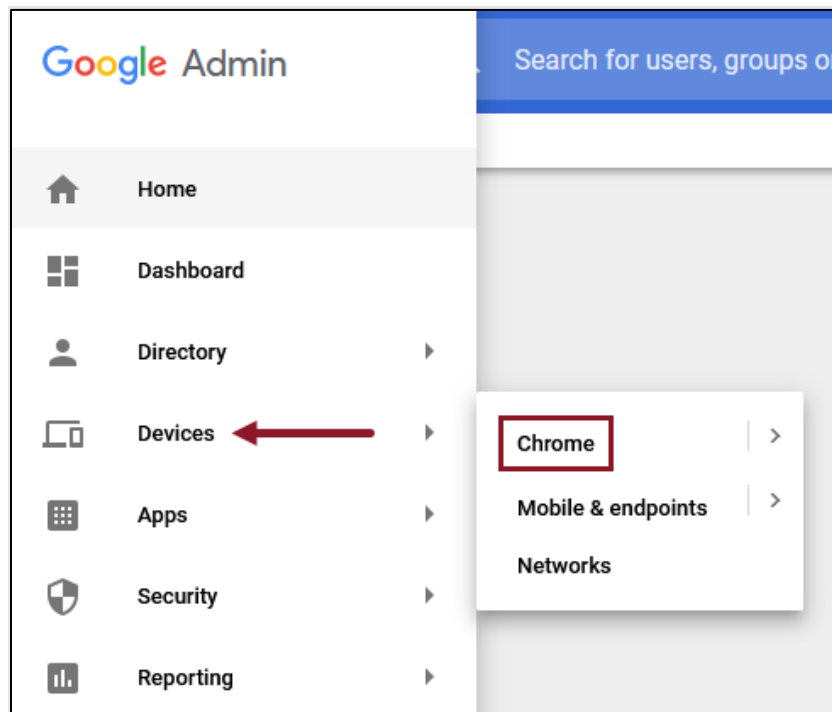 Google Admin
Search for users, groups o
Home
Dashboard
Directory
Devices
Chrome
Mobile & endpoints
Networks
Apps
Security
Reporting